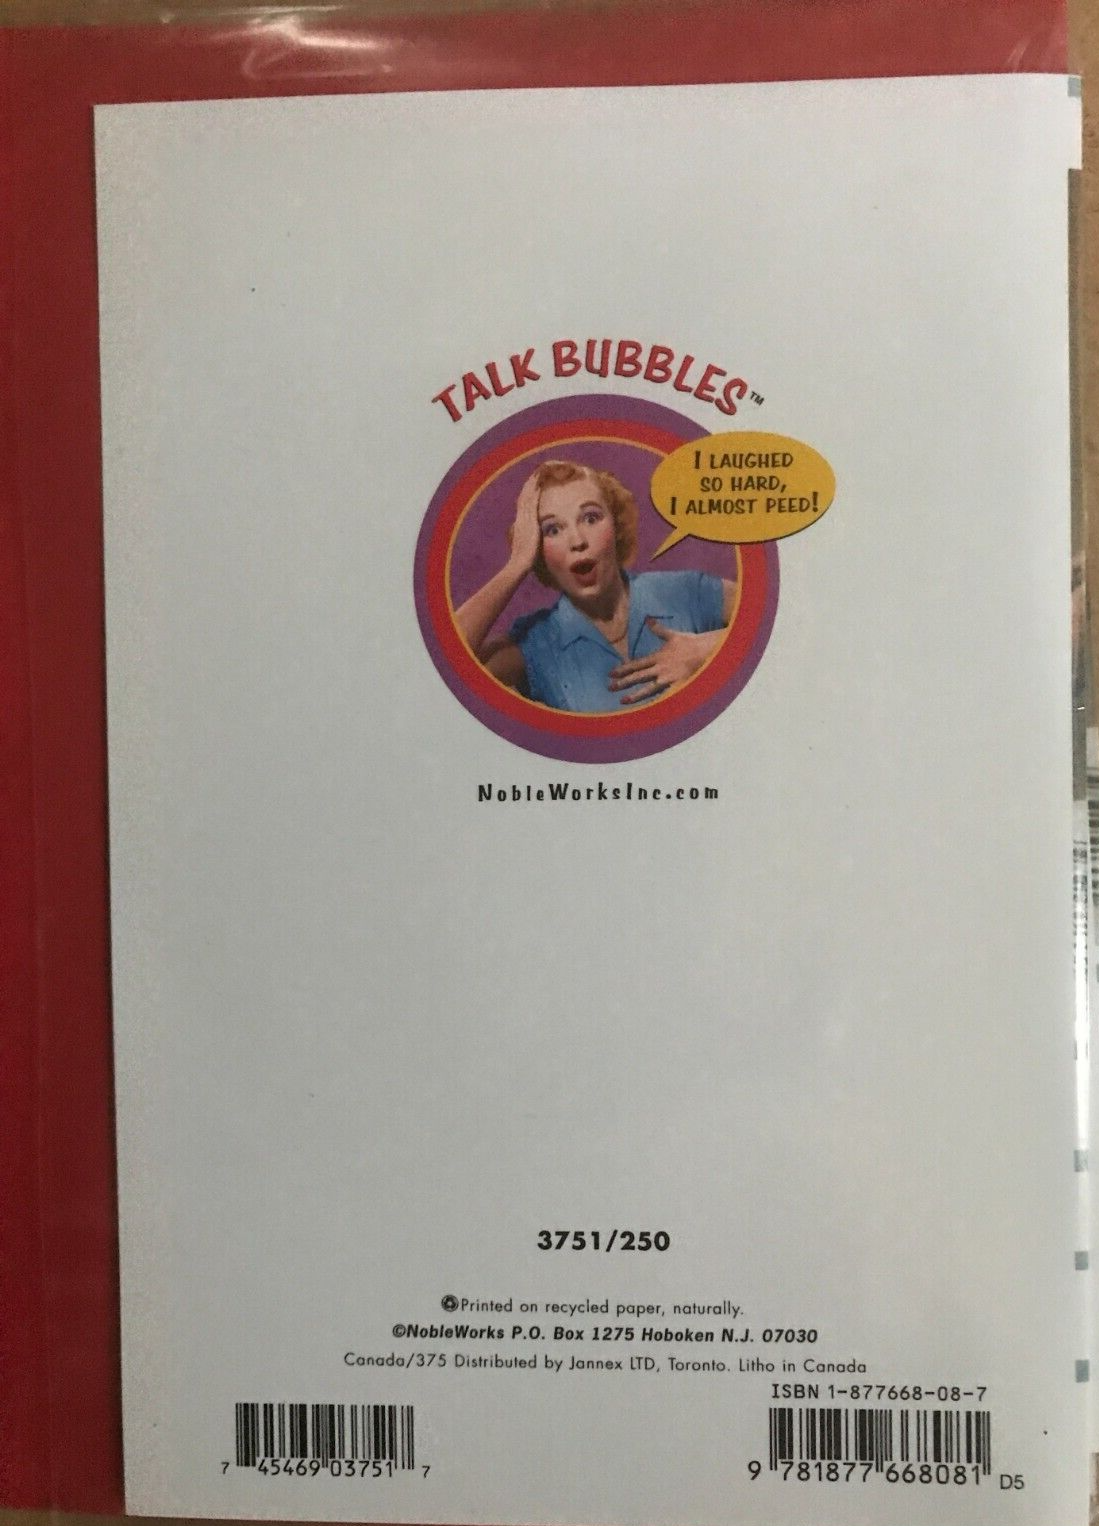 TALK BUBBLES™
I LAUGHED
SO HARD,
I ALMOST PEED!
NobleWorksInc.com
3751/250
Printed on recycled paper, naturally.
©NobleWorks P.O. Box 1275 Hoboken N.J. 07030
Canada/375 Distributed by Jannex LTD, Toronto. Litho in Canada
ISBN 1-877668-08-7
7 45469 03751 7
9 781877 668081 D5